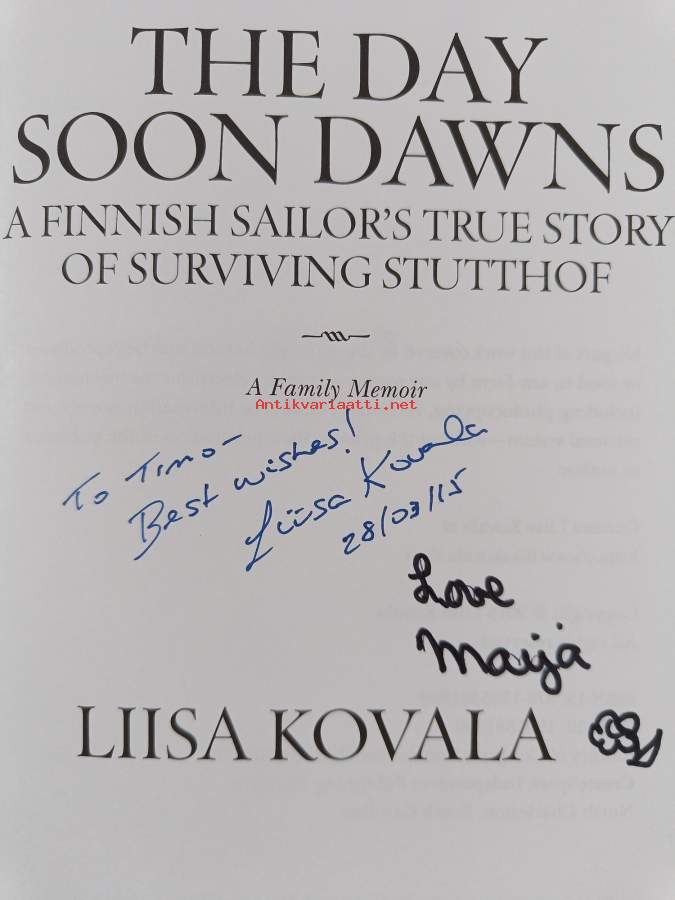 THE DAY
SOON DAWNS
A FINNISH SAILOR'S TRUE STORY
OF SURVIVING STUTTHOF
A Family Memoir
Antikvariaatti.net
To Timo-
Best wishes!
Liisa Kovala
28/03/15
Love
Maija
LIISA KOVALA